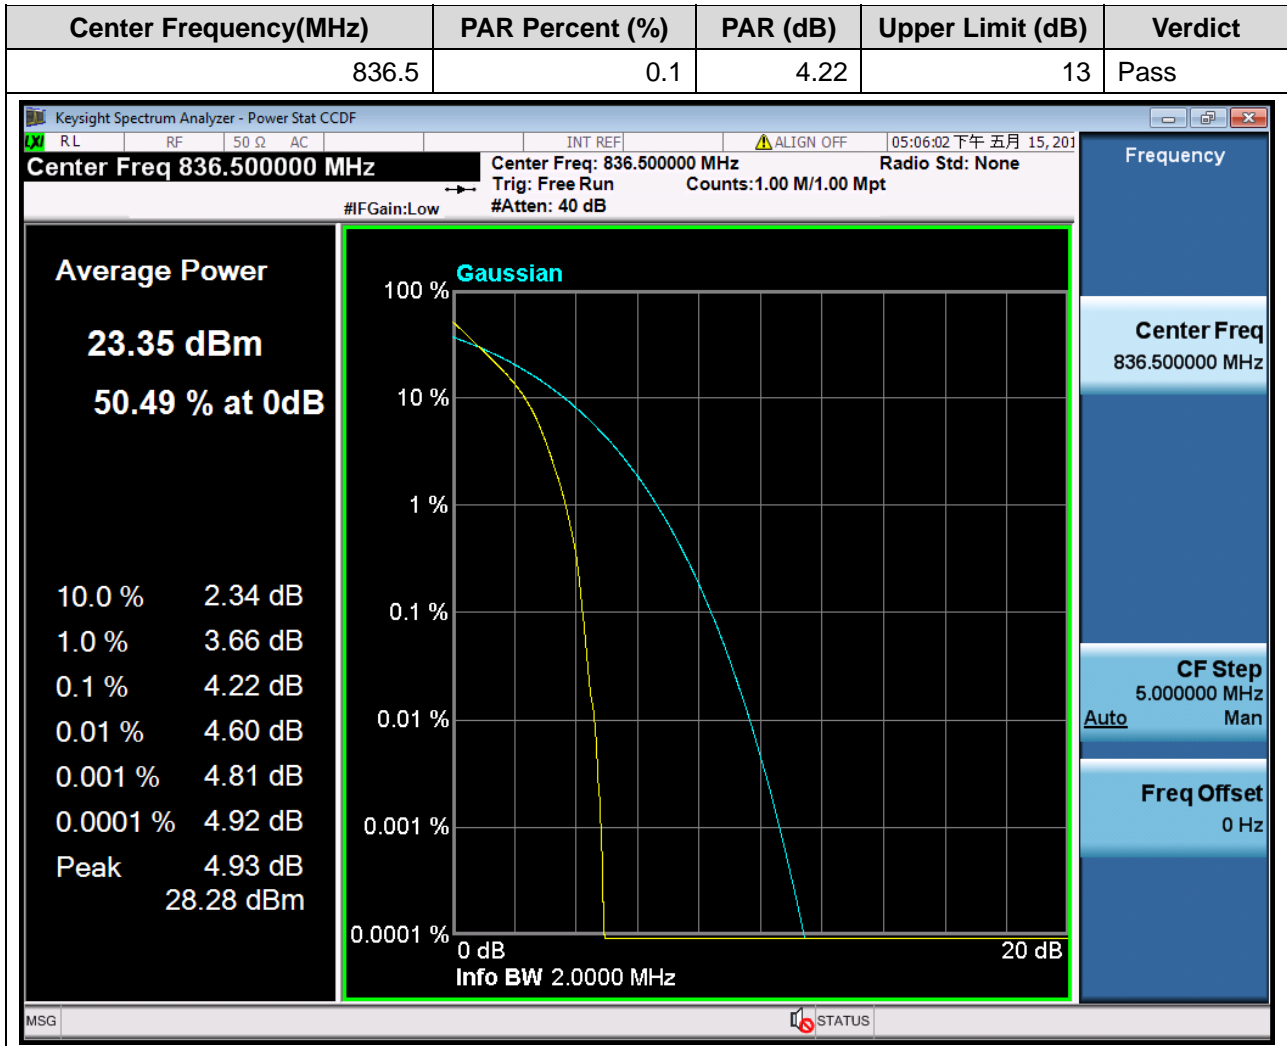 Center Frequency(MHz) PAR Percent (%) PAR (dB) Upper Limit (dB) Verdict
836.5 0.1 4.22 13 Pass
Keysight Spectrum Analyzer - Power Stat CCDF
LXI RL RF 50 Ω AC INT REF ALIGN OFF 05:06:02 下午 五月 15, 201
Center Freq 836.500000 MHz
Center Freq: 836.500000 MHz Radio Std: None
Trig: Free Run Counts:1.00 M/1.00 Mpt
#IFGain:Low #Atten: 40 dB
Average Power
23.35 dBm
50.49 % at 0dB
10.0 % 2.34 dB
1.0 % 3.66 dB
0.1 % 4.22 dB
0.01 % 4.60 dB
0.001 % 4.81 dB
0.0001 % 4.92 dB
Peak 4.93 dB
28.28 dBm
Gaussian
100 %
10 %
1 %
0.1 %
0.01 %
0.001 %
0.0001 %
0 dB 20 dB
Info BW 2.0000 MHz
Frequency
Center Freq
836.500000 MHz
CF Step
5.000000 MHz
Auto Man
Freq Offset
0 Hz
MSG STATUS